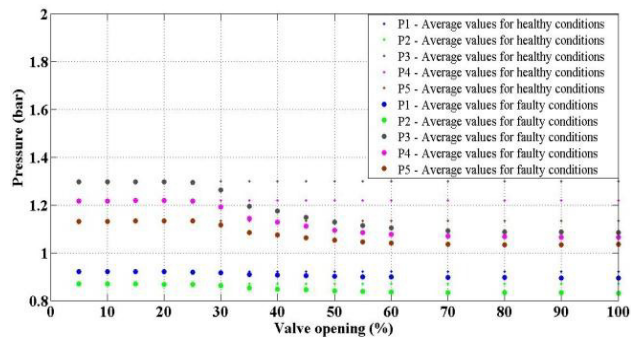 2
1.8
1.6
1.4
1.2
1
0.8
Pressure (bar)
P1 - Average values for healthy conditions
P2 - Average values for healthy conditions
P3 - Average values for healthy conditions
P4 - Average values for healthy conditions
P5 - Average values for healthy conditions
P1 - Average values for faulty conditions
P2 - Average values for faulty conditions
P3 - Average values for faulty conditions
P4 - Average values for faulty conditions
P5 - Average values for faulty conditions
0 10 20 30 40 50 60 70 80 90 100
Valve opening (%)